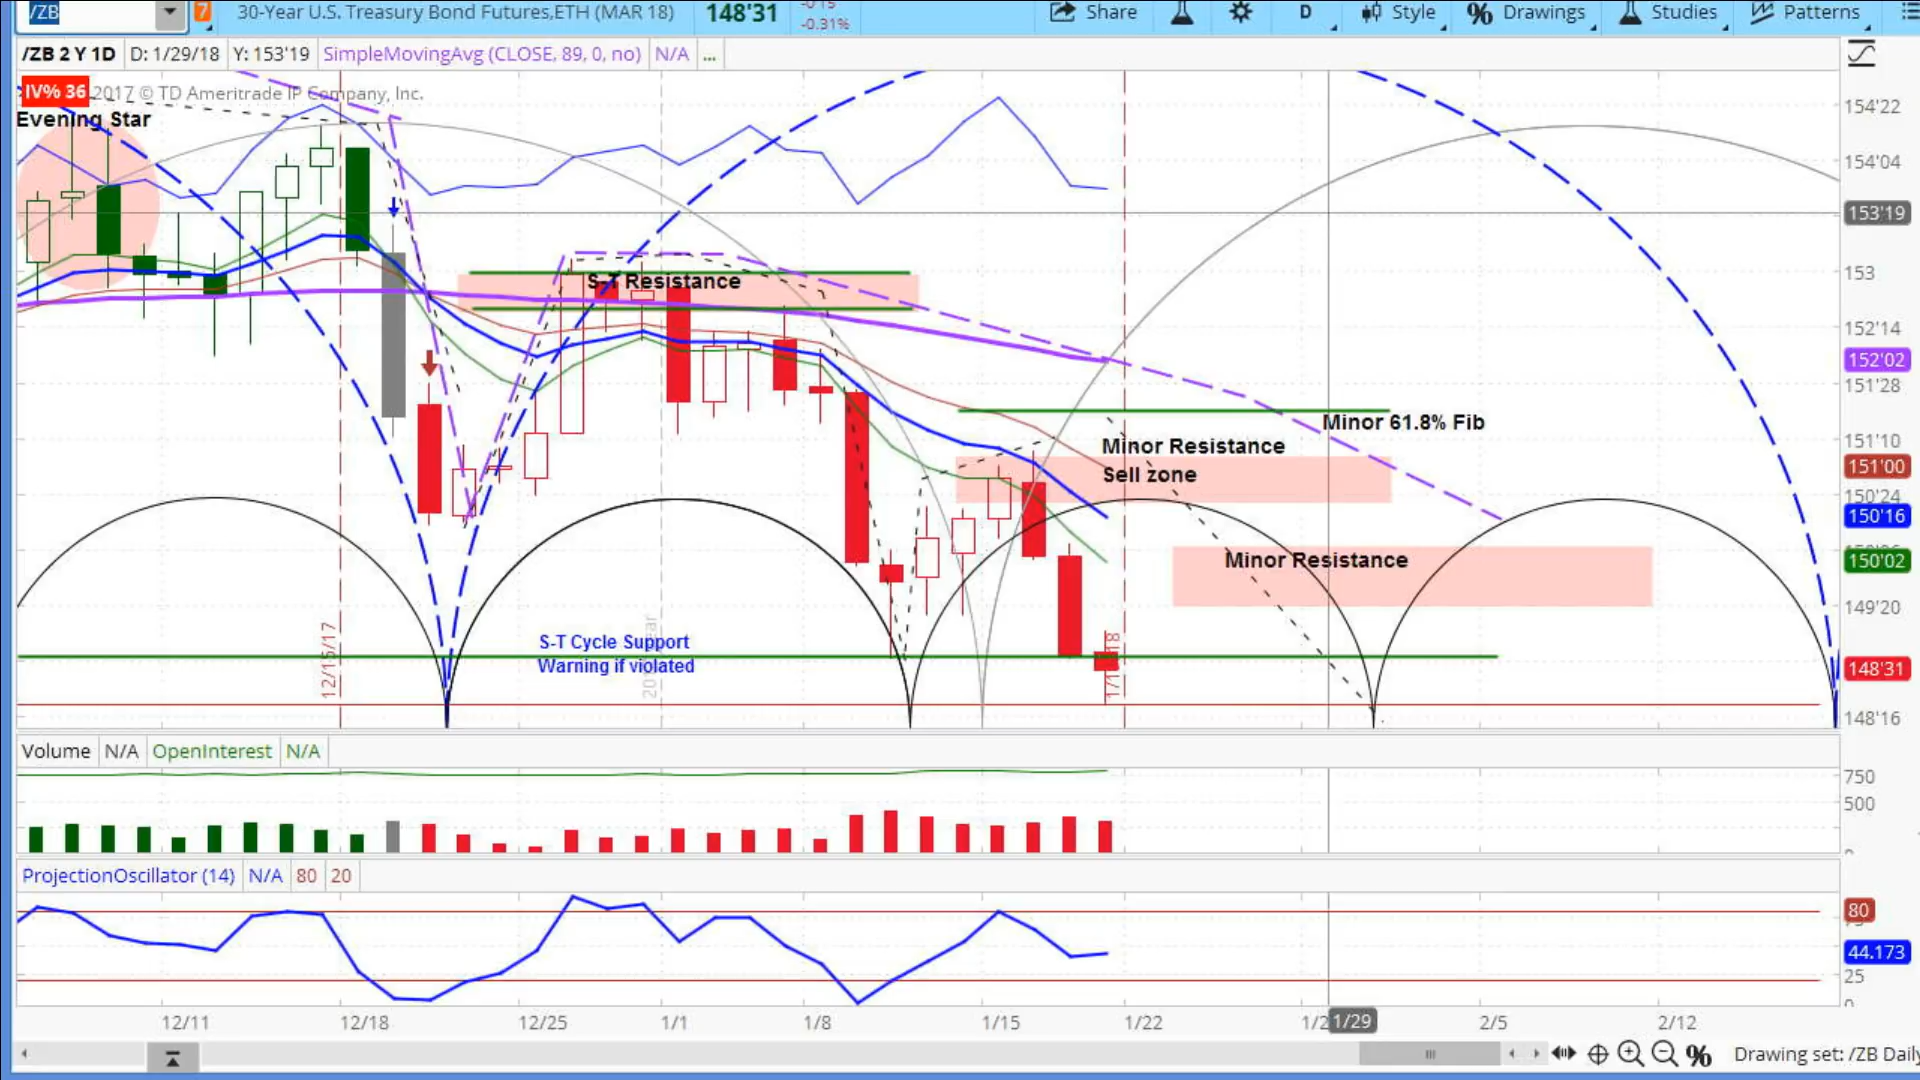 /ZB 7 30-Year U.S. Treasury Bond Futures,ETH (MAR 18) 148'31 -0.31% Share D Style Drawings Studies Patterns
/ZB 2 Y 1D D: 1/29/18 Y: 153'19 SimpleMovingAvg (CLOSE, 89, 0, no) N/A ...
IV% 36 2017 © TD Ameritrade IP Company, Inc.
Evening Star
154'22
154'04
153'19
S-T Resistance
153
152'14
152'02
151'28
Minor 61.8% Fib
151'10
Minor Resistance
Sell zone
151'00
150'24
150'16
Minor Resistance
150'02
149'20
S-T Cycle Support
Warning if violated
12/15/17
148'31
148'16
Volume N/A OpenInterest N/A
750
500
ProjectionOscillator (14) N/A 80 20
80
44.173
25
0
12/11 12/18 12/25 1/1 1/8 1/15 1/22 1/29 2/5 2/12
Drawing set: /ZB Daily